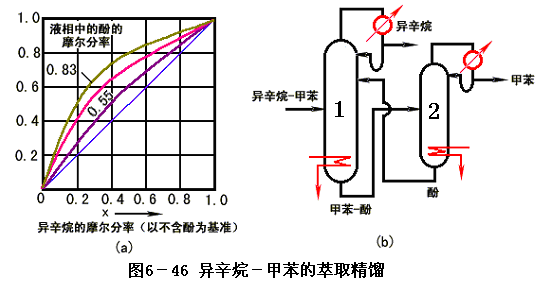 液相中的酚的
摩尔分率
1.0
0.8
0.6
0.4
0.2
0.83
0.55
0 0.2 0.4 0.6 0.8 1.0
x
异辛烷的摩尔分率（以不含酚为基准）
(a)
异辛烷
异辛烷-甲苯
1
2
甲苯
酚
甲苯-酚
(b)
图6－46 异辛烷－甲苯的萃取精馏